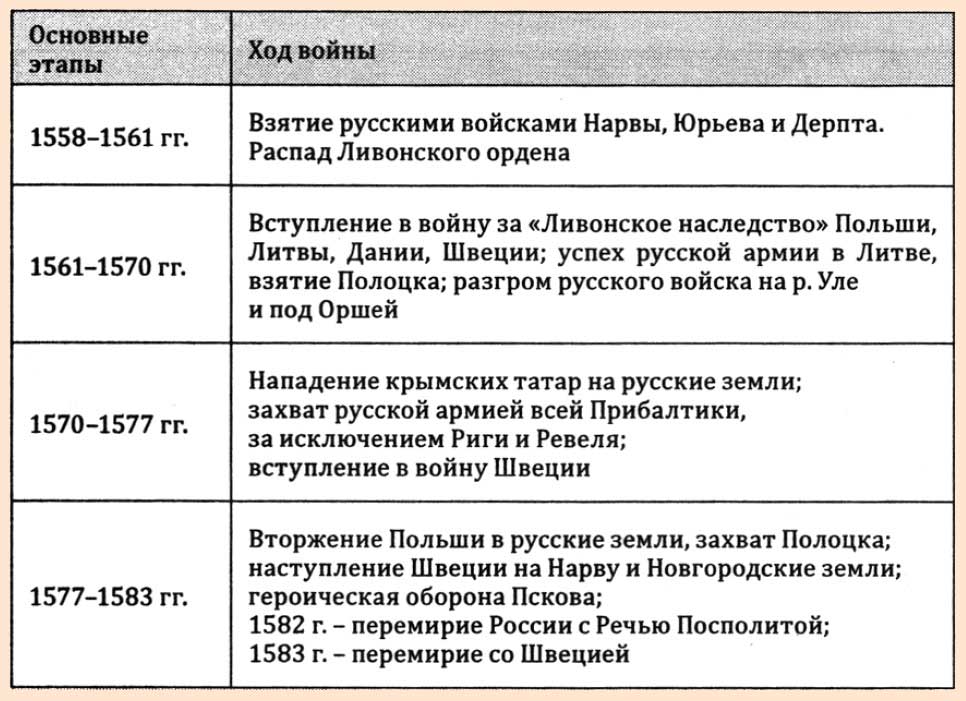 Основные
этапы
Ход войны
1558–1561 гг.
Взятие русскими войсками Нарвы, Юрьева и Дерпта.
Распад Ливонского ордена
1561–1570 гг.
Вступление в войну за «Ливонское наследство» Польши,
Литвы, Дании, Швеции; успех русской армии в Литве,
взятие Полоцка; разгром русского войска на р. Уле
и под Оршей
1570–1577 гг.
Нападение крымских татар на русские земли;
захват русской армией всей Прибалтики,
за исключением Риги и Ревеля;
вступление в войну Швеции
1577–1583 гг.
Вторжение Польши в русские земли, захват Полоцка;
наступление Швеции на Нарву и Новгородские земли;
героическая оборона Пскова;
1582 г. – перемирие России с Речью Посполитой;
1583 г. – перемирие со Швецией